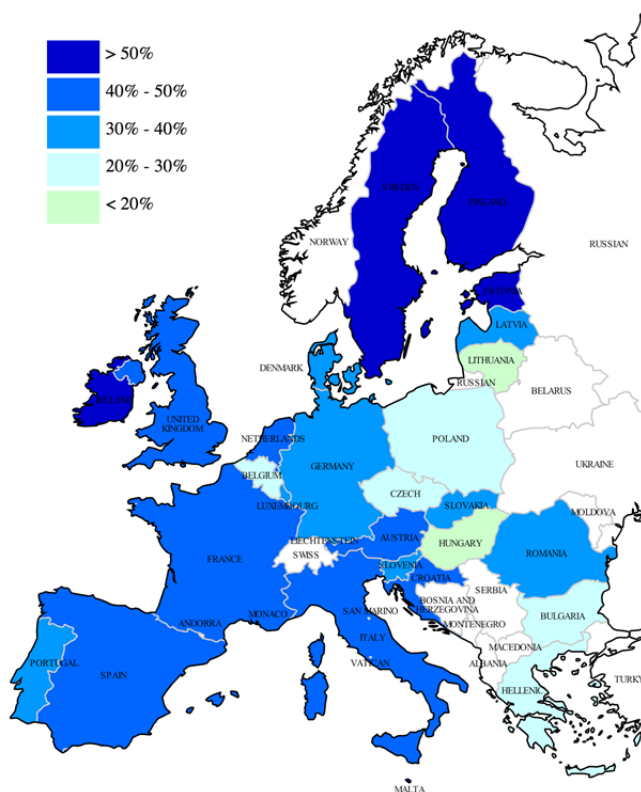 > 50%
40% - 50%
30% - 40%
20% - 30%
< 20%
SWEDEN
FINLAND
NORWAY
RUSSIAN
ESTONIA
LATVIA
DENMARK
LITHUANIA
RUSSIAN
BELARUS
IRELAND
UNITED
KINGDOM
NETHERLANDS
POLAND
BELGIUM
GERMANY
UKRAINE
CZECH
LUXEMBOURG
SLOVAKIA
MOLDOVA
AUSTRIA
LIECHTENSTEIN
HUNGARY
SWISS
ROMANIA
FRANCE
SLOVENIA
CROATIA
SERBIA
BOSNIA AND
HERZEGOVINA
MONACO
SAN MARINO
BULGARIA
ANDORRA
MONTENEGRO
ITALY
MACEDONIA
PORTUGAL
VATICAN
ALBANIA
SPAIN
TURKY
HELLENIC
MALTA